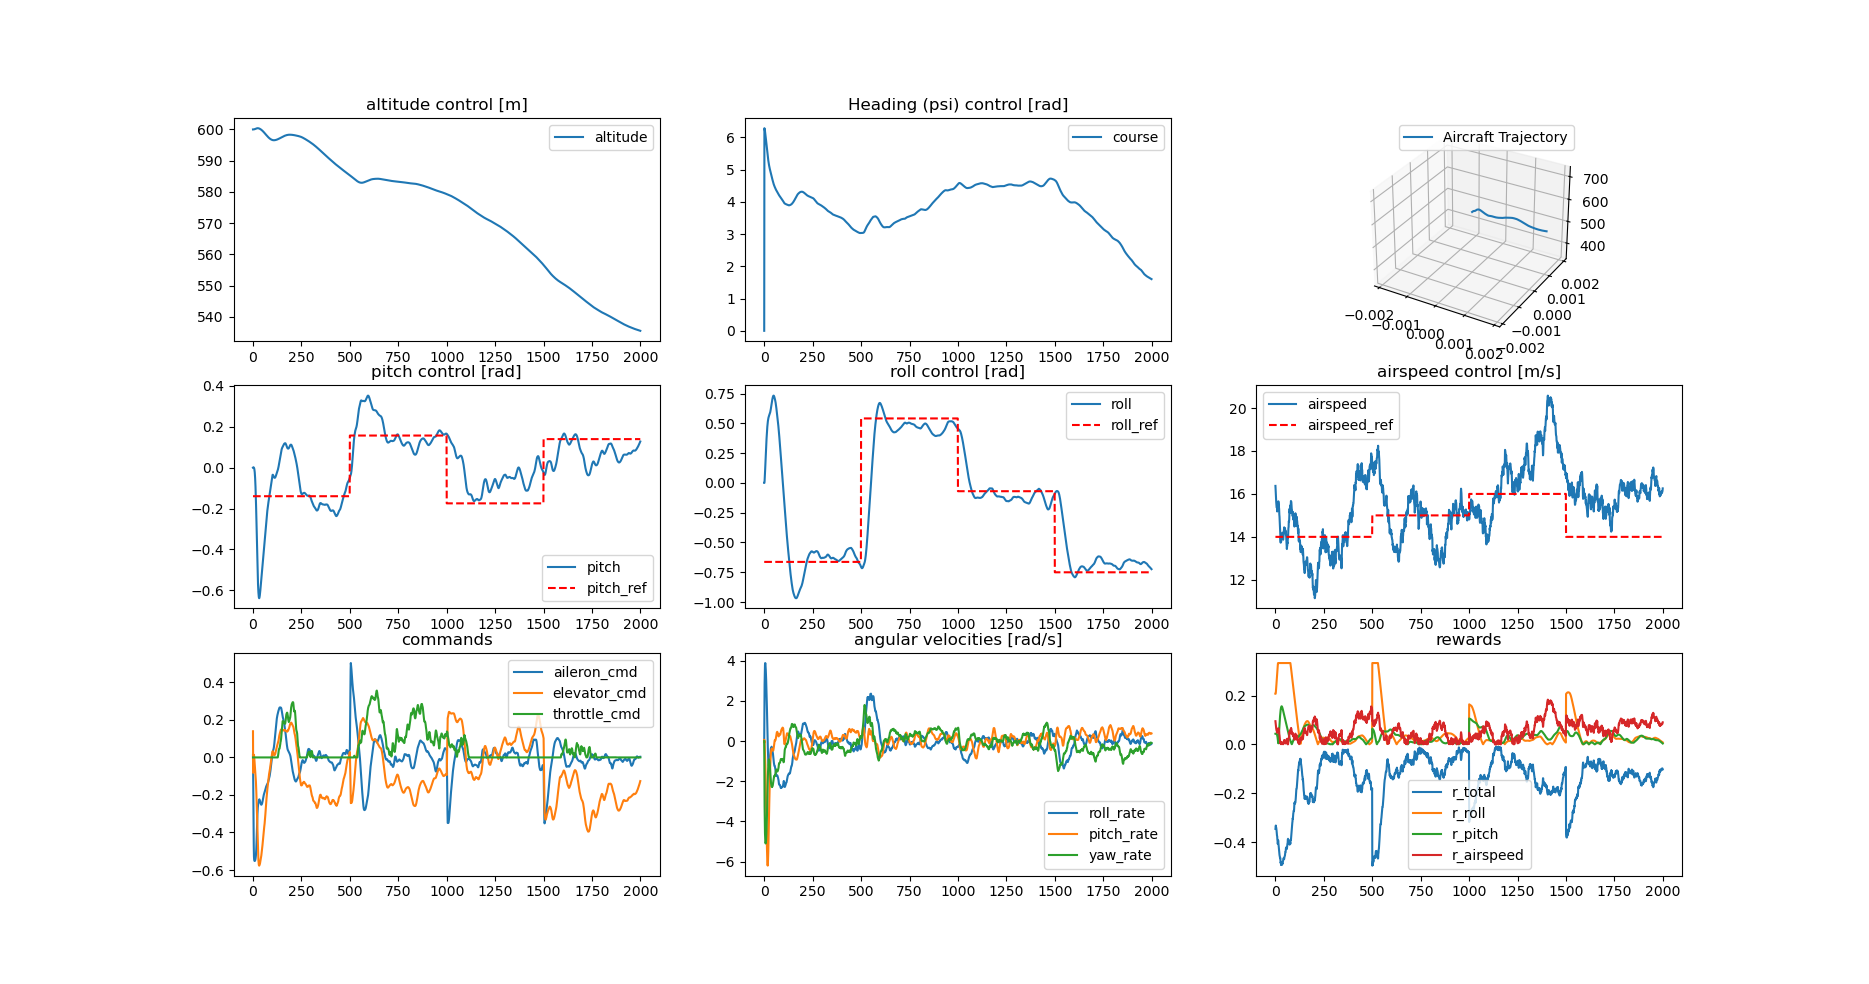 altitude control [m]
altitude
600
590
580
570
560
550
540
0 250 500 750 1000 1250 1500 1750 2000
Heading (psi) control [rad]
course
6
5
4
3
2
1
0
0 250 500 750 1000 1250 1500 1750 2000
Aircraft Trajectory
700
600
500
400
0.002
0.001
0.000
−0.001
−0.002
−0.002
−0.001
0.000
0.001
0.002
pitch control [rad]
0.4
0.2
0.0
−0.2
−0.4
−0.6
pitch
pitch_ref
0 250 500 750 1000 1250 1500 1750 2000
roll control [rad]
roll
roll_ref
0.75
0.50
0.25
0.00
−0.25
−0.50
−0.75
−1.00
0 250 500 750 1000 1250 1500 1750 2000
airspeed control [m/s]
airspeed
airspeed_ref
20
18
16
14
12
0 250 500 750 1000 1250 1500 1750 2000
commands
aileron_cmd
elevator_cmd
throttle_cmd
0.4
0.2
0.0
−0.2
−0.4
−0.6
0 250 500 750 1000 1250 1500 1750 2000
angular velocities [rad/s]
4
2
0
−2
−4
−6
roll_rate
pitch_rate
yaw_rate
0 250 500 750 1000 1250 1500 1750 2000
rewards
0.2
0.0
−0.2
−0.4
r_total
r_roll
r_pitch
r_airspeed
0 250 500 750 1000 1250 1500 1750 2000